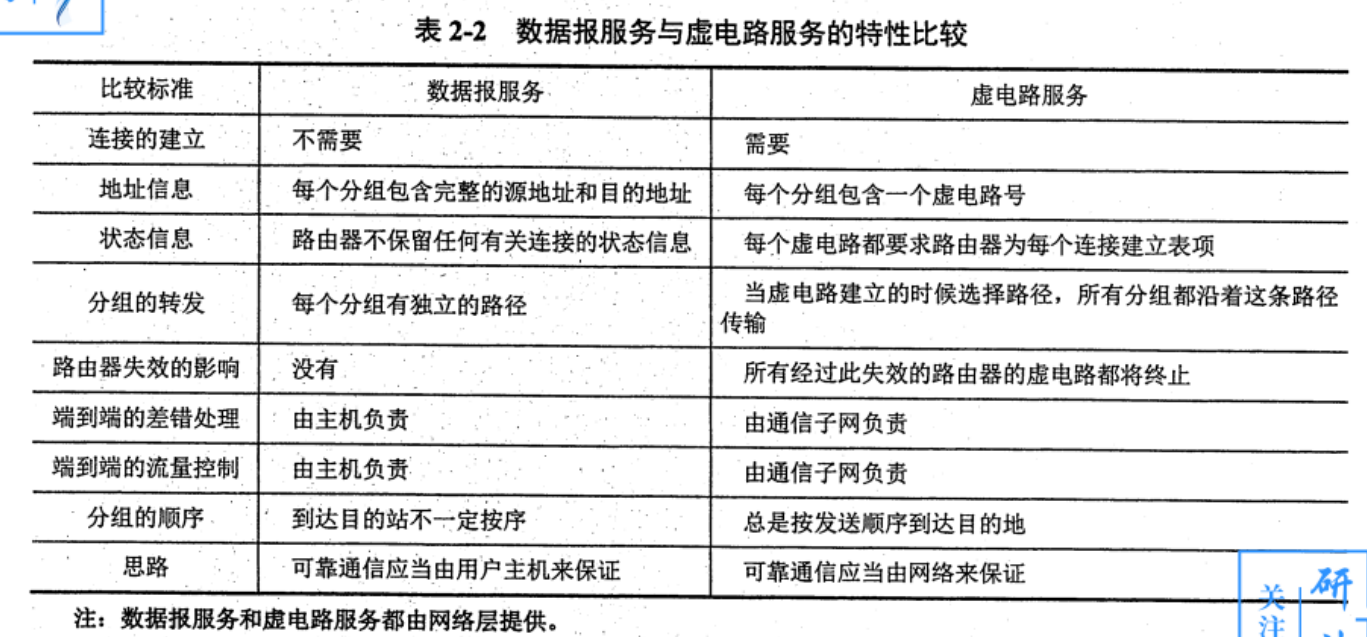 表 2-2 数据报服务与虚电路服务的特性比较
比较标准 数据报服务 虚电路服务
连接的建立 不需要 需要
地址信息 每个分组包含完整的源地址和目的地址 每个分组包含一个虚电路号
状态信息 路由器不保留任何有关连接的状态信息 每个虚电路都要求路由器为每个连接建立表项
分组的转发 每个分组有独立的路径 当虚电路建立的时候选择路径，所有分组都沿着这条路径
传输
路由器失效的影响 没有 所有经过此失效的路由器的虚电路都将终止
端到端的差错处理 由主机负责 由通信子网负责
端到端的流量控制 由主机负责 由通信子网负责
分组的顺序 到达目的站不一定按序 总是按发送顺序到达目的地
思路 可靠通信应当由用户主机来保证 可靠通信应当由网络来保证
注：数据报服务和虚电路服务都由网络层提供。
关注
研